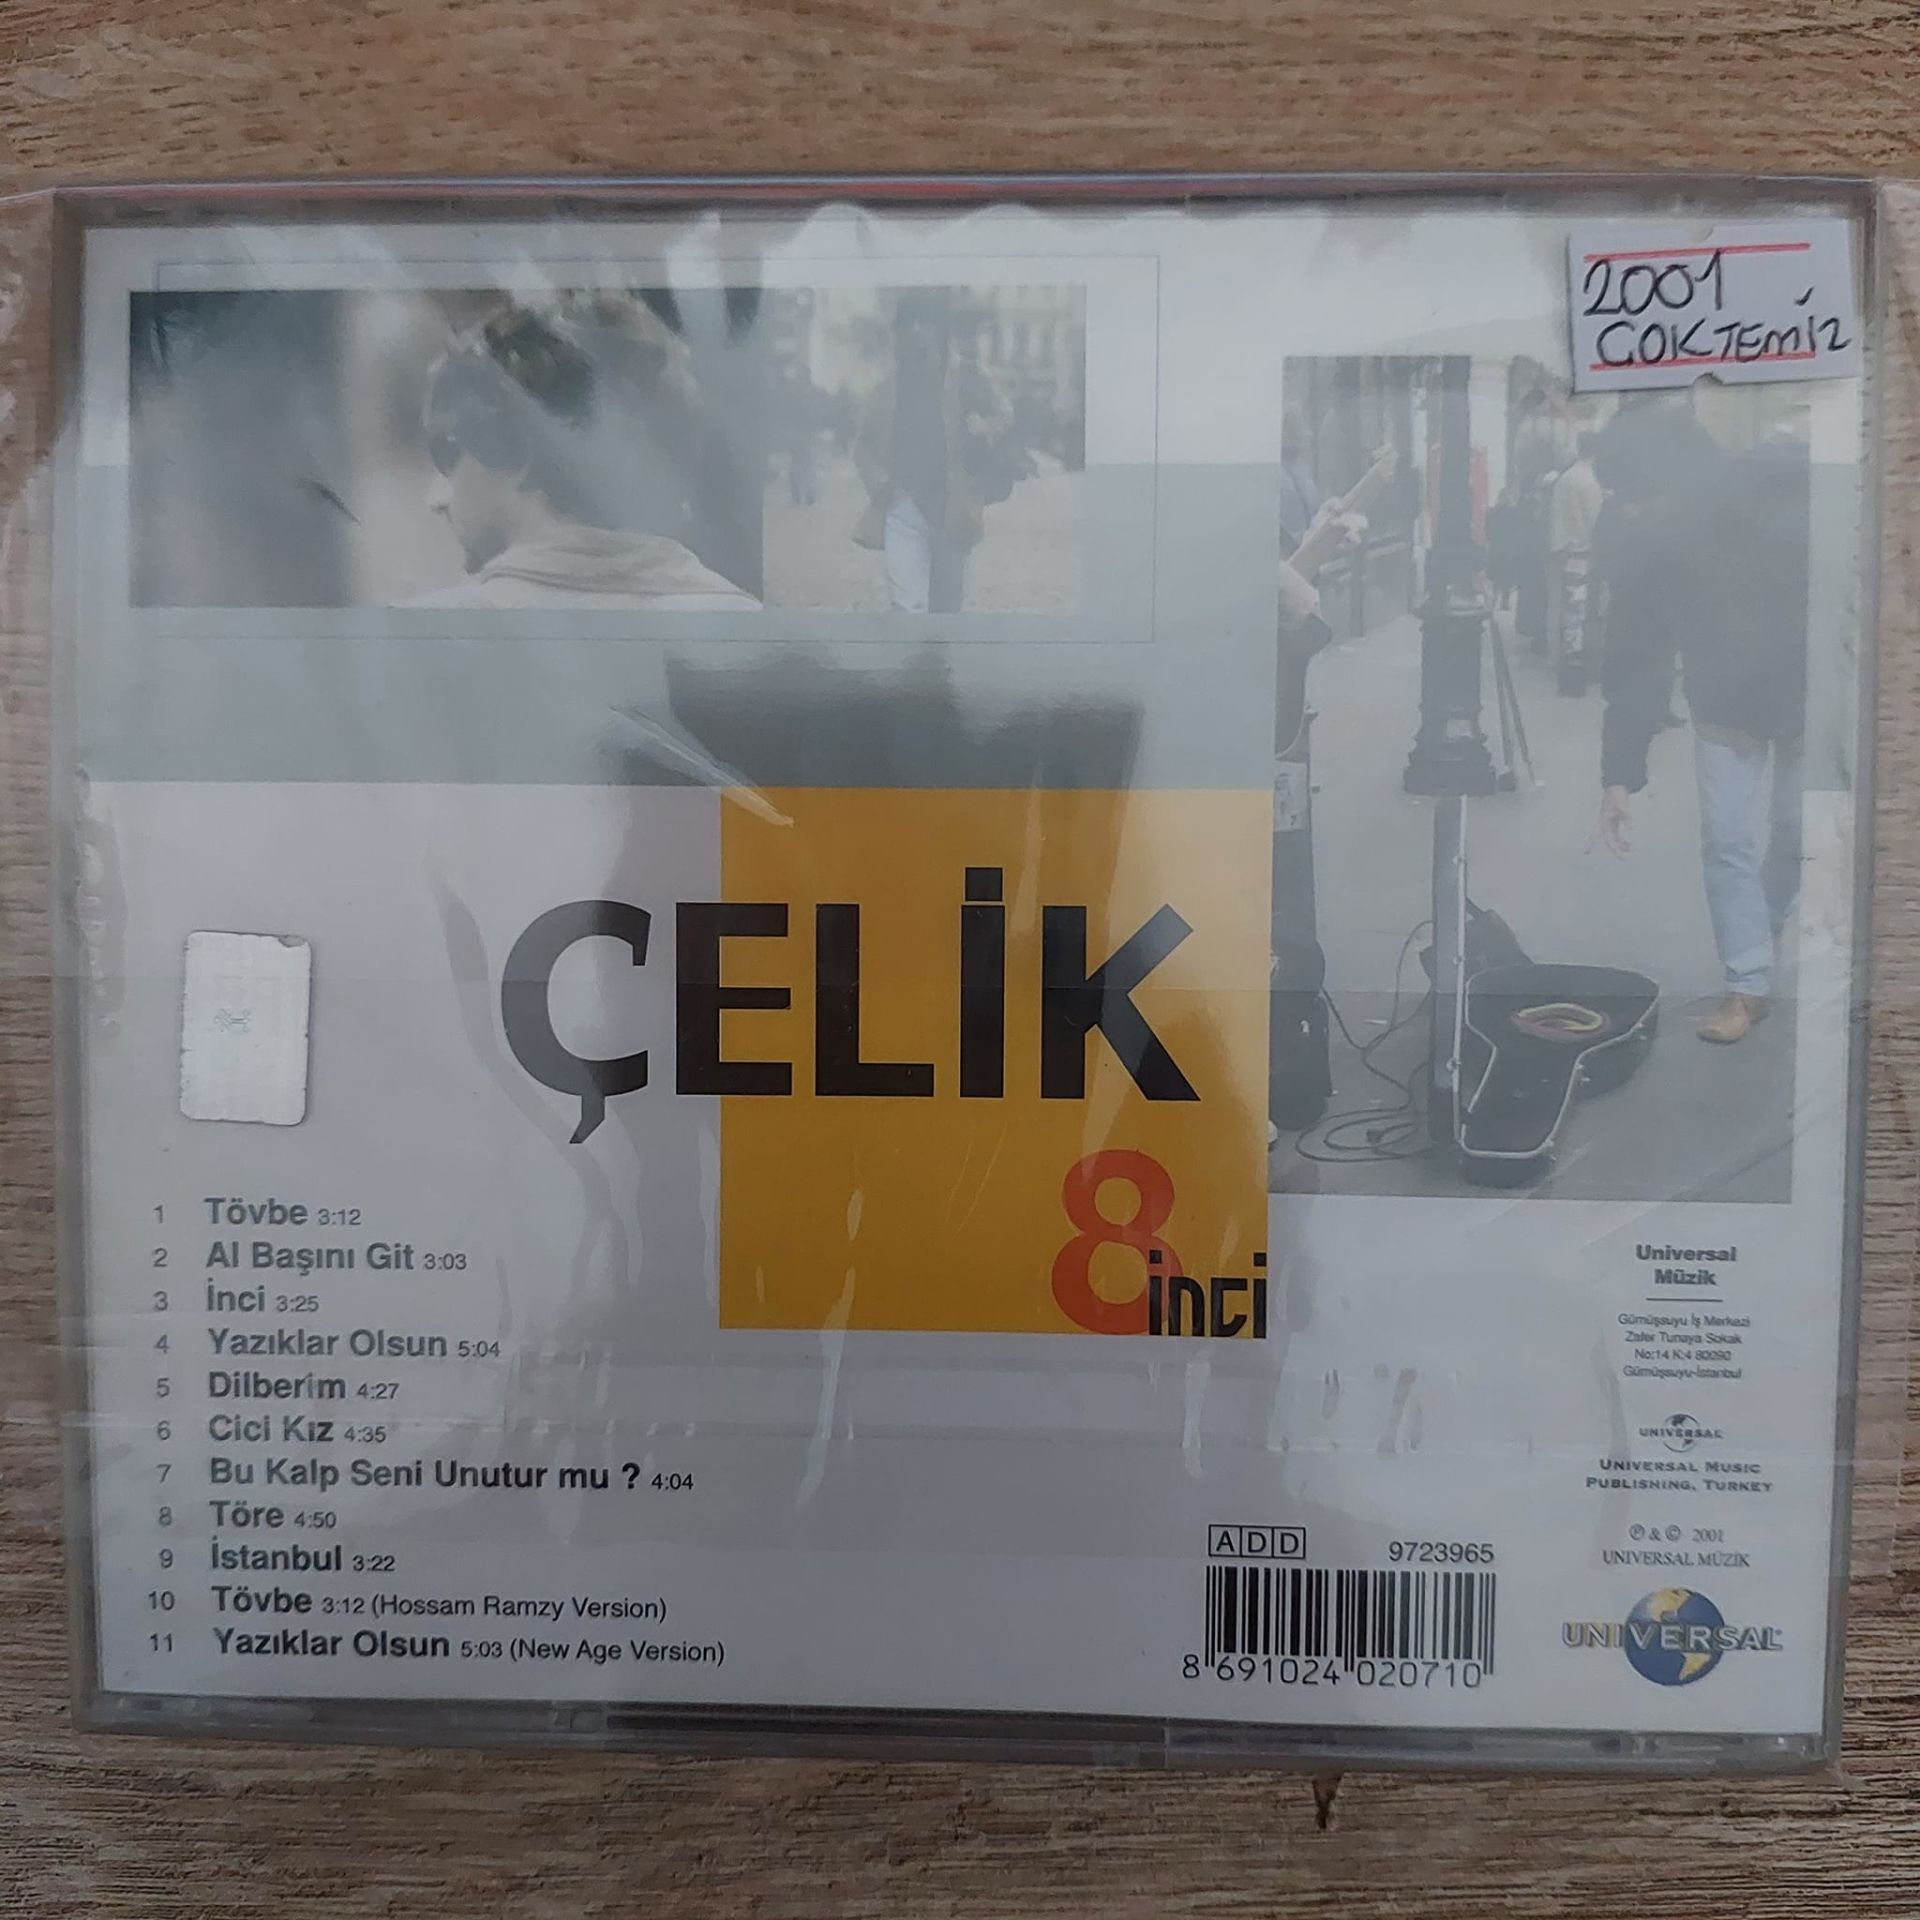 2001
ÇOK TEMİZ
ÇELİK
8inci
1 Tövbe 3:12
2 Al Başını Git 3:03
3 İnci 3:25
4 Yazıklar Olsun 5:04
5 Dilberim 4:27
6 Cici Kız 4:35
7 Bu Kalp Seni Unutur mu ? 4:04
8 Töre 4:50
9 İstanbul 3:22
10 Tövbe 3:12 (Hossam Ramzy Version)
11 Yazıklar Olsun 5:03 (New Age Version)
ADD 9723965
8 691024 020710
Universal
Müzik
Gümüşsuyu İş Merkezi
Zafer Tunaya Sokak
No:14 K:4 80090
Gümüşsuyu-İstanbul
UNIVERSAL
UNIVERSAL MUSIC
PUBLISHING, TURKEY
℗ & © 2001
UNIVERSAL MÜZİK
UNIVERSAL